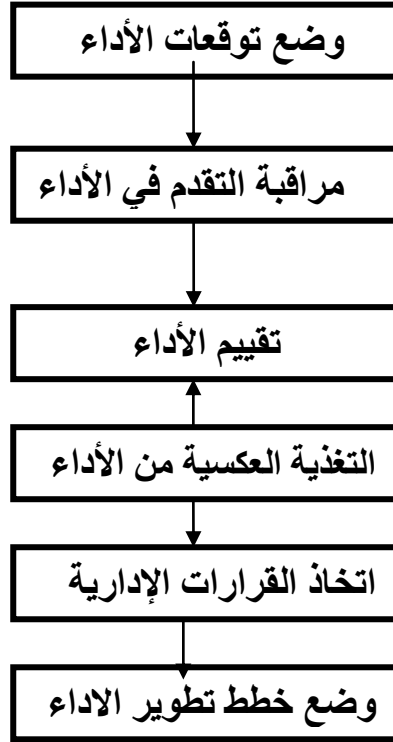 وضع توقعات الأداء
مراقبة التقدم في الأداء
تقييم الأداء
التغذية العكسية من الأداء
اتخاذ القرارات الإدارية
وضع خطط تطوير الاداء